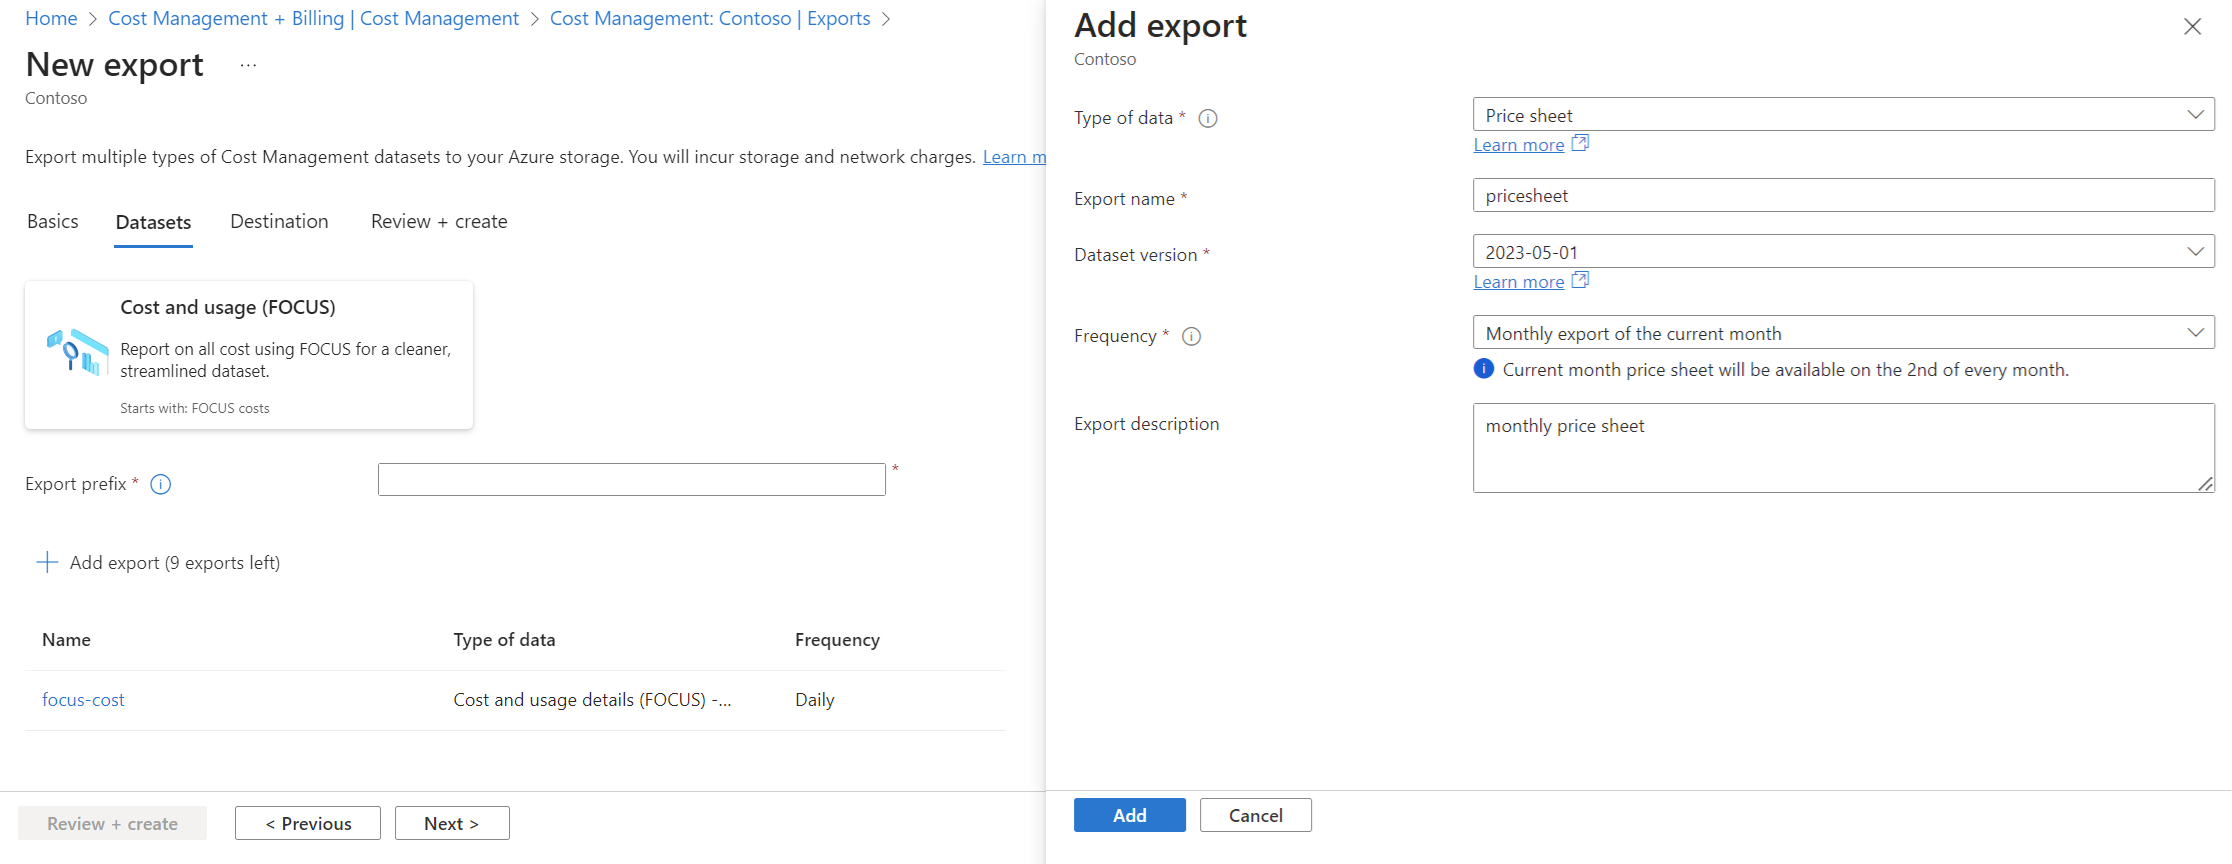 Home > Cost Management + Billing | Cost Management > Cost Management: Contoso | Exports >
New export ...
Contoso
Export multiple types of Cost Management datasets to your Azure storage. You will incur storage and network charges. Learn m
Basics Datasets Destination Review + create
Cost and usage (FOCUS)
Report on all cost using FOCUS for a cleaner,
streamlined dataset.
Starts with: FOCUS costs
Export prefix * *
Add export (9 exports left)
Name Type of data Frequency
focus-cost Cost and usage details (FOCUS) -... Daily
Review + create < Previous Next >
Add export
Contoso
Type of data * Price sheet
Learn more
Export name * pricesheet
Dataset version * 2023-05-01
Learn more
Frequency * Monthly export of the current month
Current month price sheet will be available on the 2nd of every month.
Export description monthly price sheet
Add Cancel